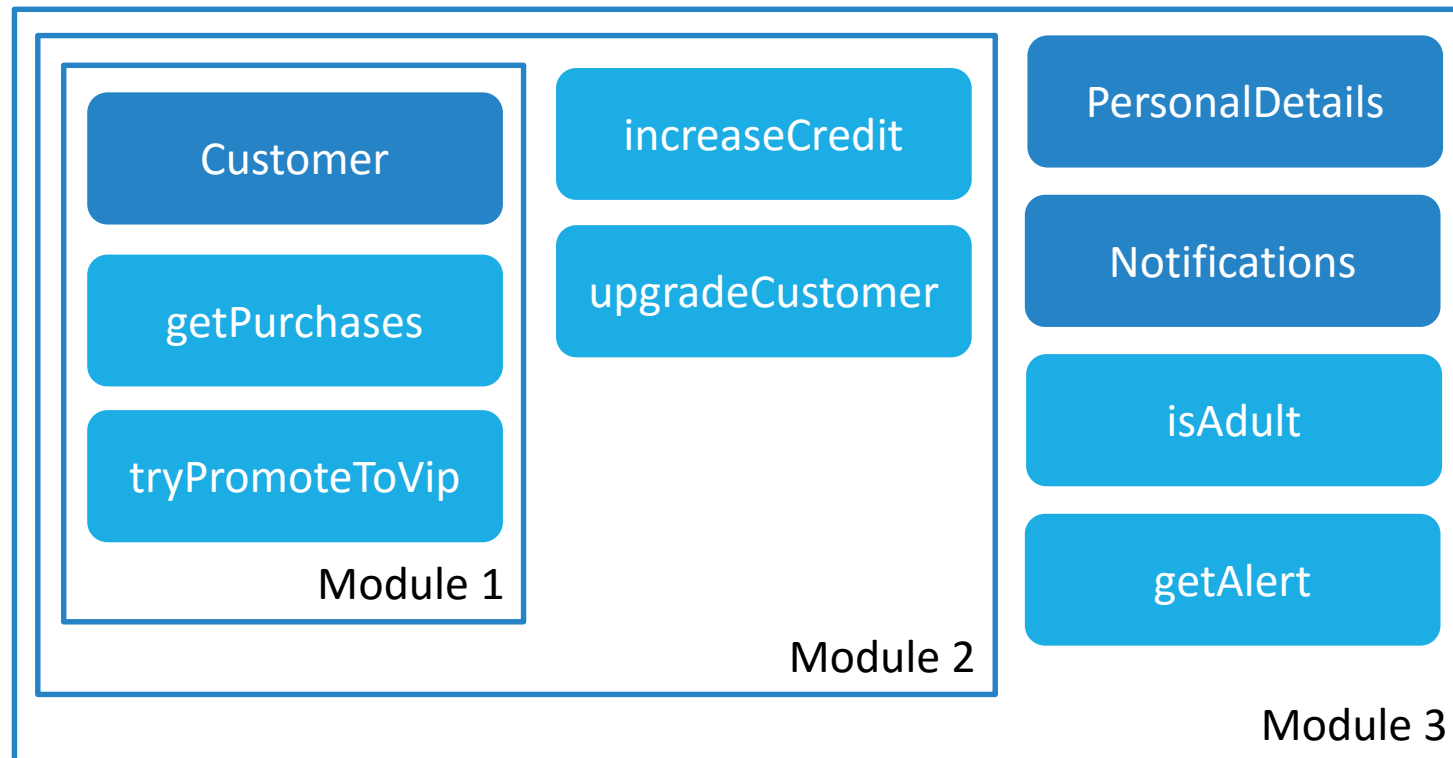 Customer
getPurchases
tryPromoteToVip
Module 1
increaseCredit
upgradeCustomer
Module 2
PersonalDetails
Notifications
isAdult
getAlert
Module 3